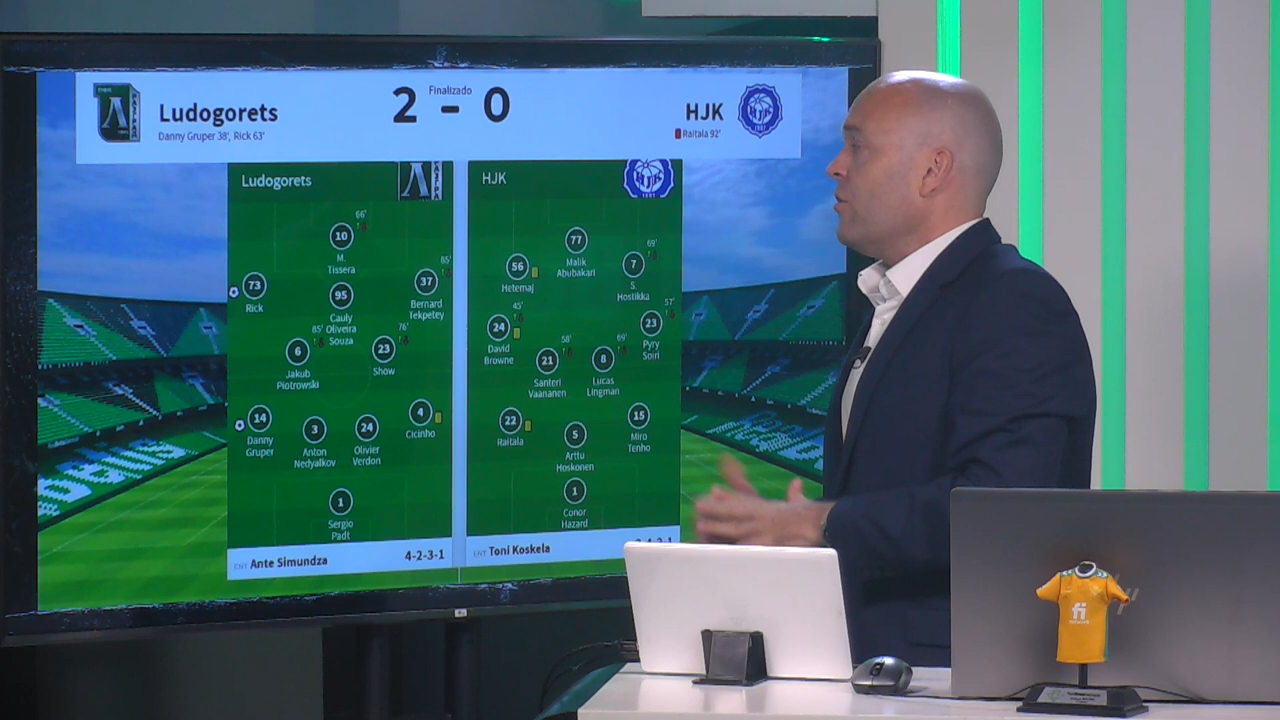 Finalizado
Ludogorets
2 - 0
HJK
Danny Gruper 38', Rick 63'
Raitala 92'
Ludogorets
HJK
66'
10
M.
Tissera
73
Rick
95
Cauly
Oliveira
Souza
85'
37
Bernard
Tekpetey
85'
6
Jakub
Piotrowski
76'
23
Show
14
Danny
Gruper
3
Anton
Nedyalkov
24
Olivier
Verdon
4
Cicinho
1
Sergio
Padt
ENT Ante Simundza
4-2-3-1
77
Malik
Abubakari
56
Hetemaj
69'
7
S.
Hostikka
45'
24
David
Browne
57'
23
Pyry
Soiri
58'
21
Santeri
Vaananen
69'
8
Lucas
Lingman
22
Raitala
5
Arttu
Hoskonen
15
Miro
Tenho
1
Conor
Hazard
ENT Toni Koskela
fi